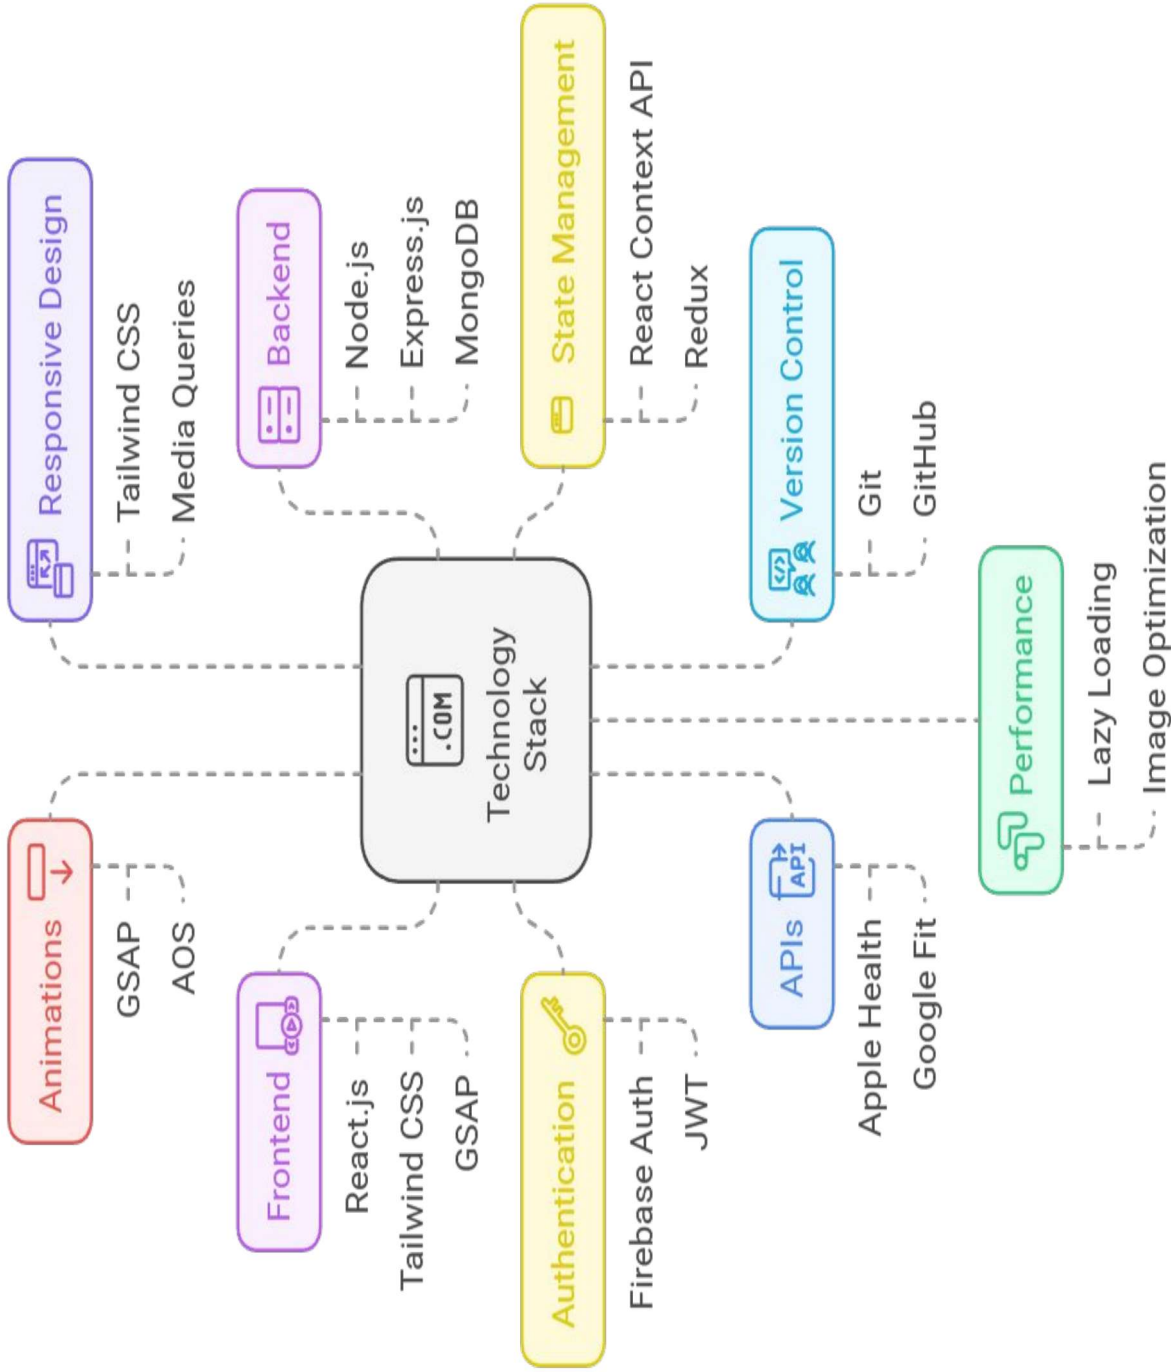 Animations
GSAP
AOS
Responsive Design
Tailwind CSS
Media Queries
Frontend
React.js
Tailwind CSS
GSAP
Backend
Node.js
Express.js
MongoDB
.COM
Technology
Stack
Authentication
Firebase Auth
JWT
State Management
React Context API
Redux
API
APIs
Apple Health
Google Fit
</>
Version Control
Git
GitHub
Performance
Lazy Loading
Image Optimization